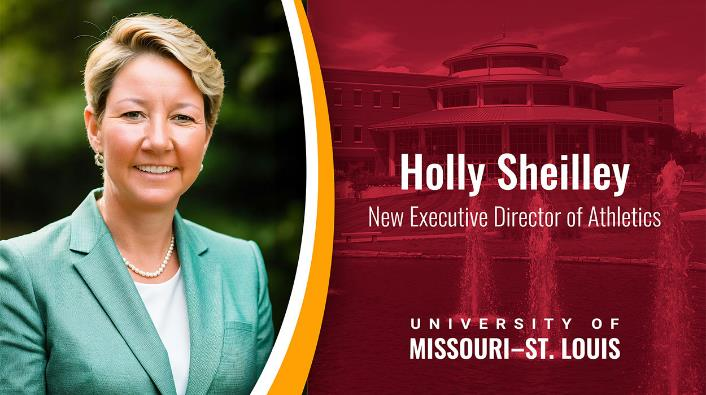 Holly Sheilley
New Executive Director of Athletics
UNIVERSITY OF
MISSOURI–ST. LOUIS